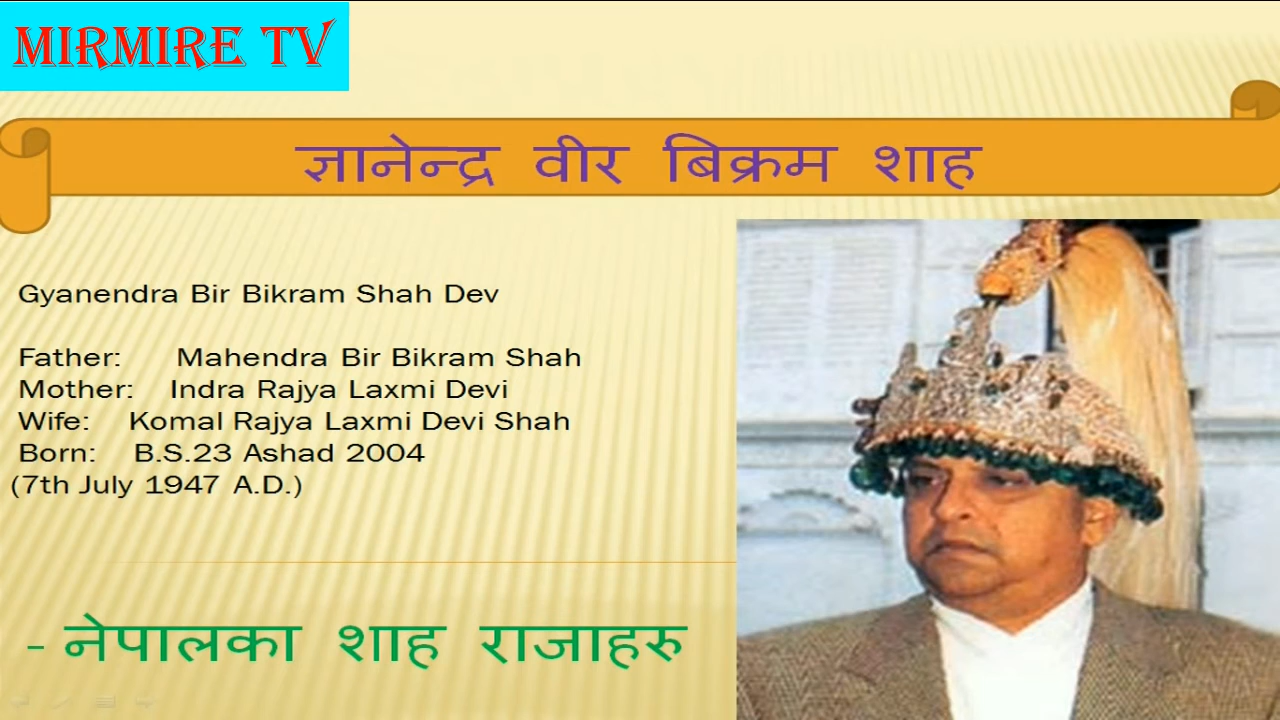 MIRMIRE TV
ज्ञानेन्द्र वीर बिक्रम शाह
Gyanendra Bir Bikram Shah Dev
Father: Mahendra Bir Bikram Shah
Mother: Indra Rajya Laxmi Devi
Wife: Komal Rajya Laxmi Devi Shah
Born: B.S.23 Ashad 2004
(7th July 1947 A.D.)
- नेपालका शाह राजाहरु